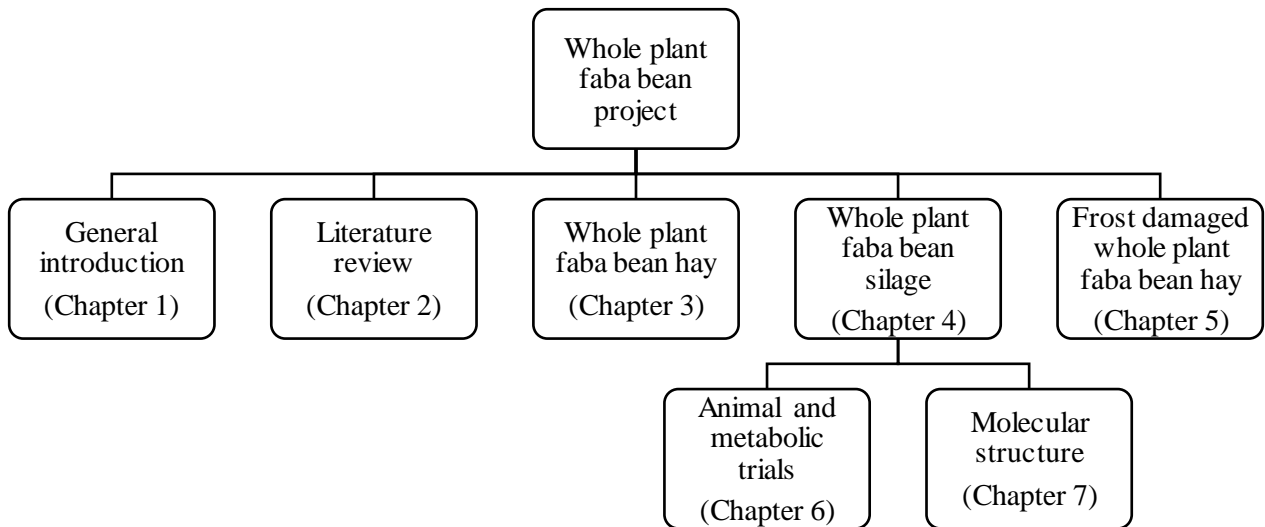 Whole plant
faba bean
project
General
introduction
(Chapter 1)
Literature
review
(Chapter 2)
Whole plant
faba bean hay
(Chapter 3)
Whole plant
faba bean
silage
(Chapter 4)
Frost damaged
whole plant
faba bean hay
(Chapter 5)
Animal and
metabolic
trials
(Chapter 6)
Molecular
structure
(Chapter 7)